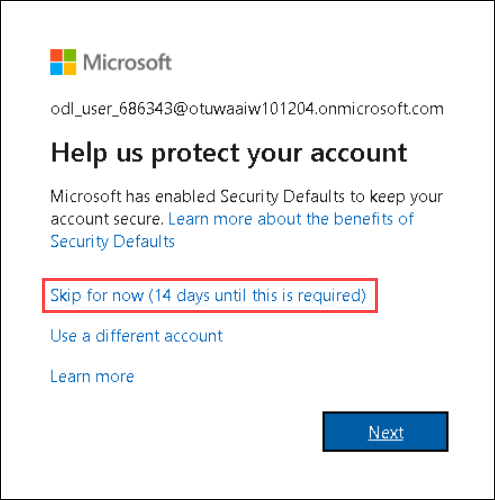 Microsoft
odl_user_686343@otuwaaiw101204.onmicrosoft.com
Help us protect your account
Microsoft has enabled Security Defaults to keep your
account secure. Learn more about the benefits of
Security Defaults
Skip for now (14 days until this is required)
Use a different account
Learn more
Next